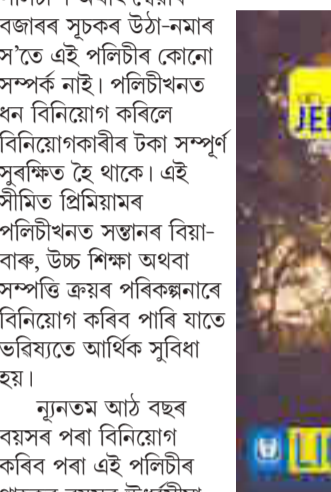 বজাৰৰ সূচকৰ উঠা-নমাৰ
স'তে এই পলিচীৰ কোনো
সম্পৰ্ক নাই। পলিচীখনত
ধন বিনিয়োগ কৰিলে
বিনিয়োগকাৰীৰ টকা সম্পূৰ্ণ
সুৰক্ষিত হৈ থাকে। এই
সীমিত প্ৰিমিয়ামৰ
পলিচীখনত সন্তানৰ বিয়া-
বাৰু, উচ্চ শিক্ষা অথবা
সম্পত্তি ক্ৰয়ৰ পৰিকল্পনাৰে
বিনিয়োগ কৰিব পাৰি যাতে
ভৱিষ্যতে আৰ্থিক সুবিধা
হয়।
ন্যূনতম আঠ বছৰ
বয়সৰ পৰা বিনিয়োগ
কৰিব পৰা এই পলিচীৰ